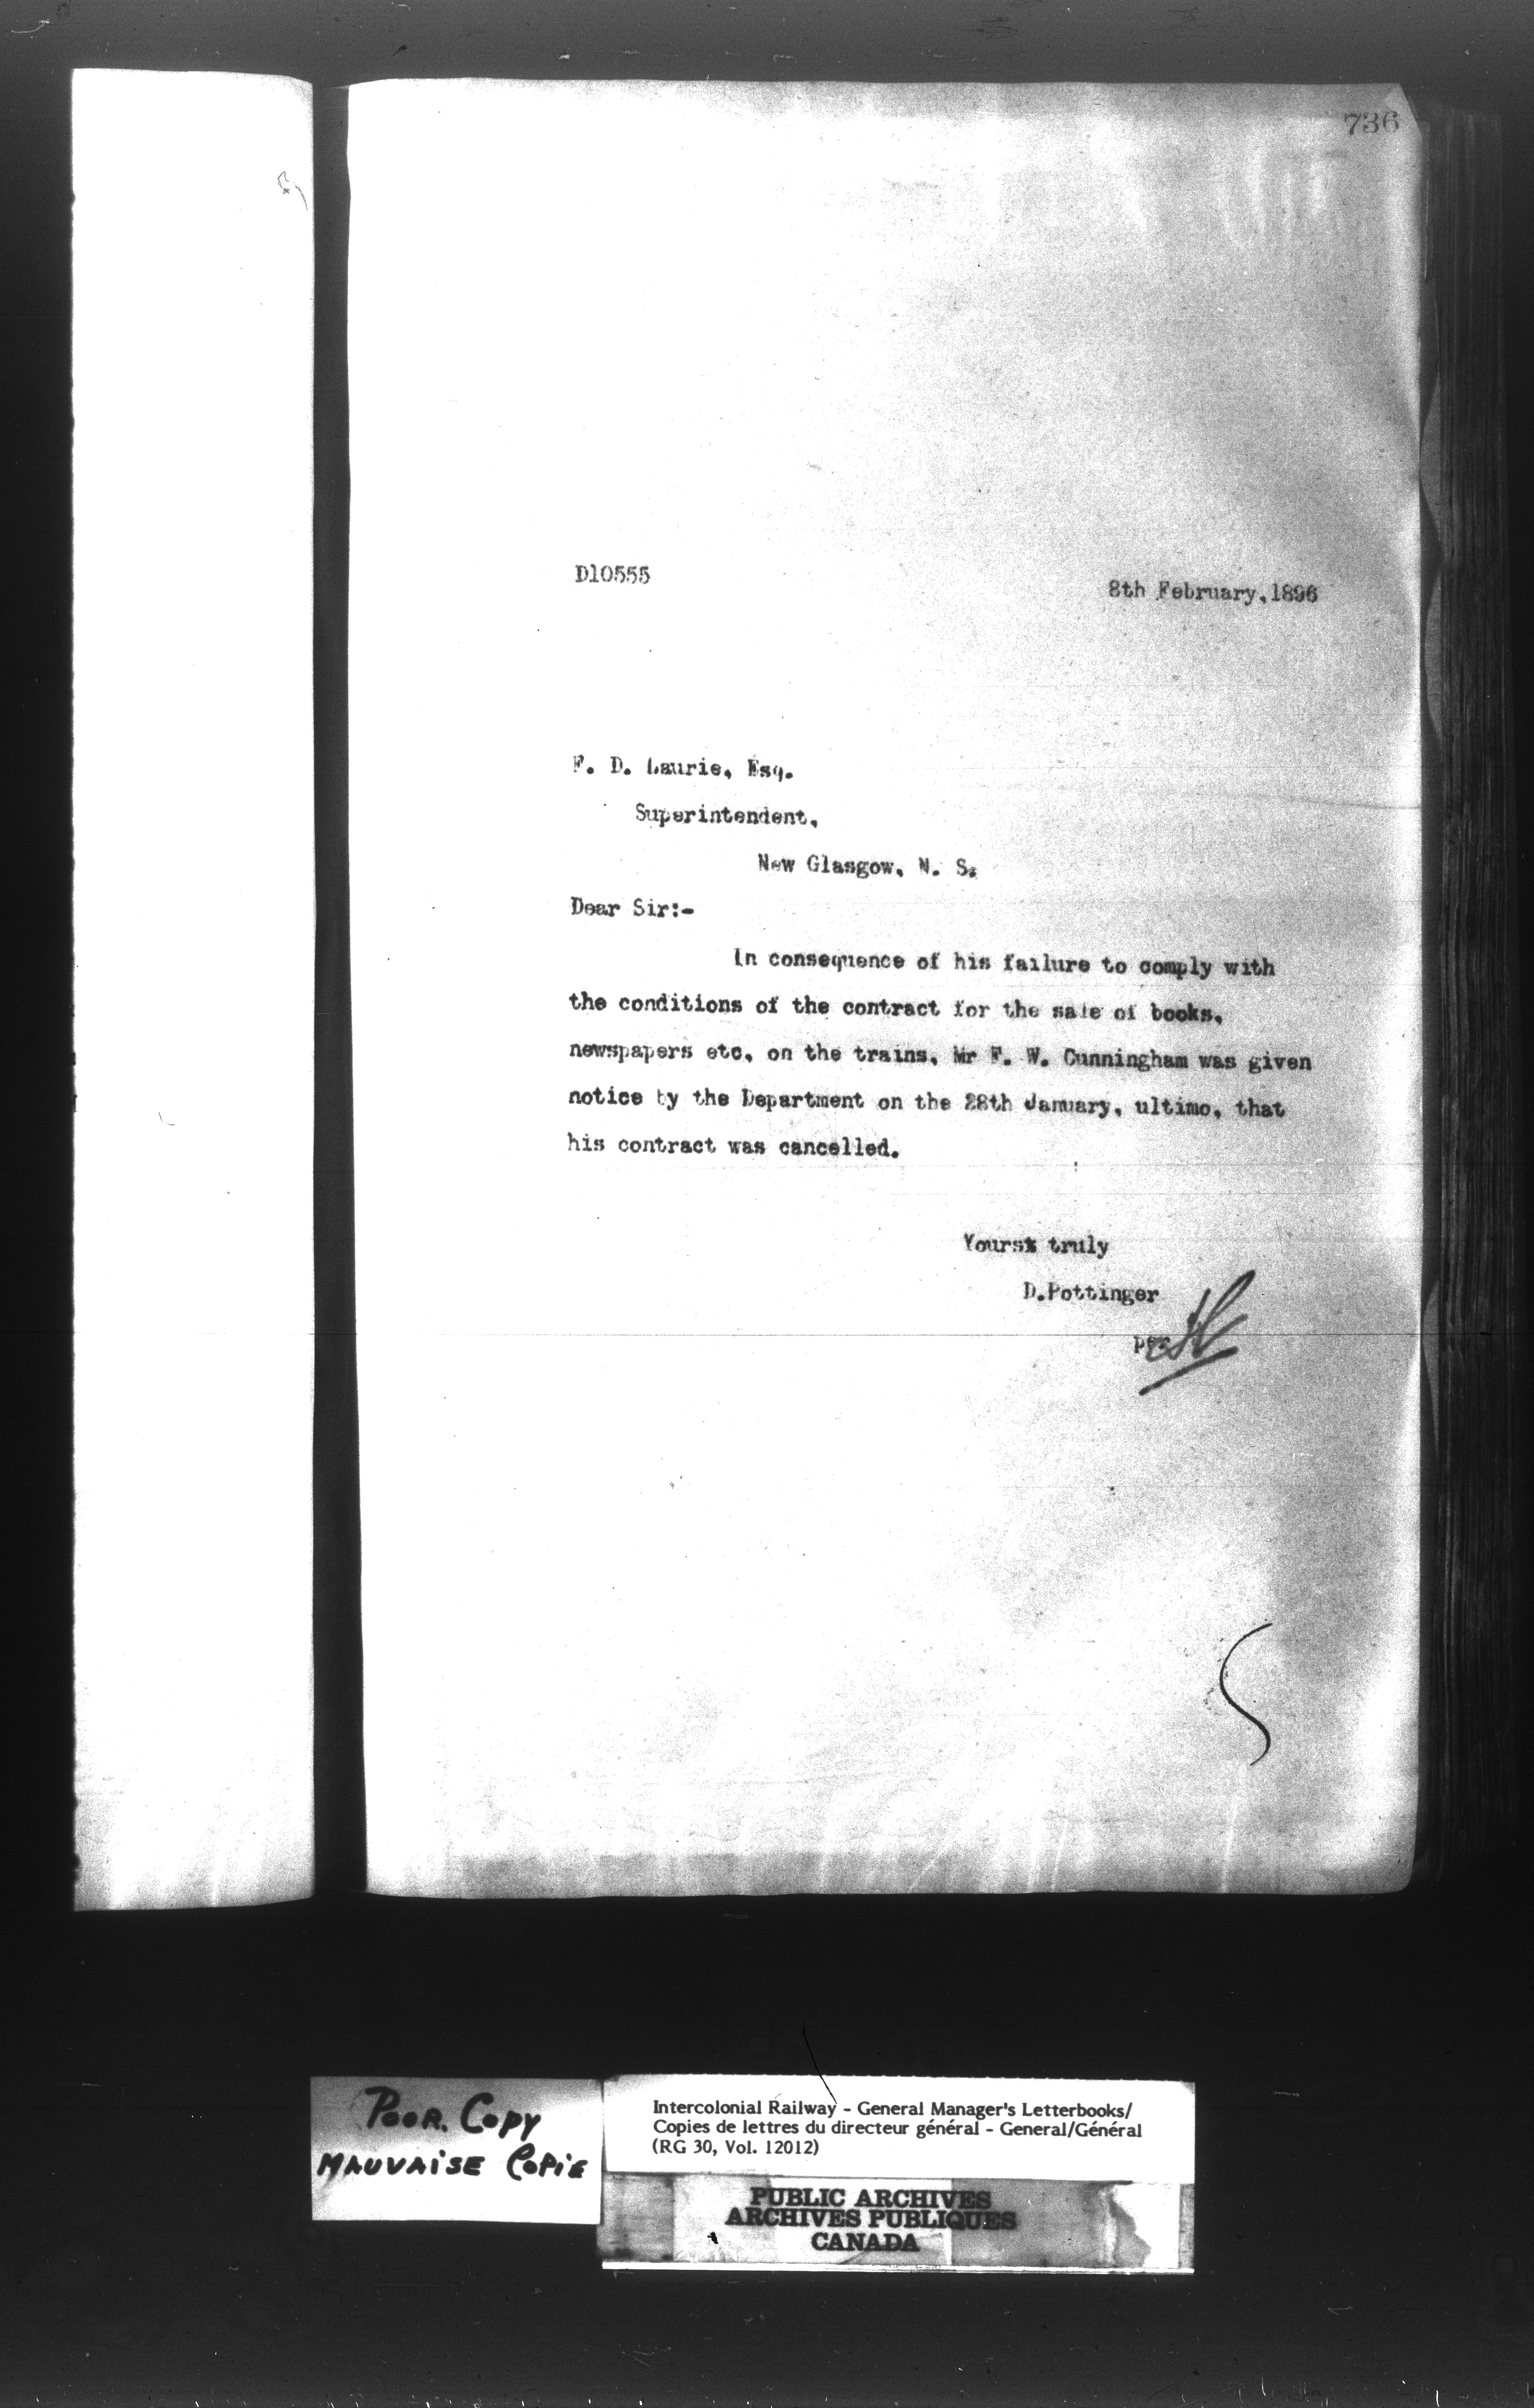 736
D10555
8th February, 1896
F. D. Laurie, Esq.
Superintendent,
New Glasgow, N. S.
Dear Sir:-
In consequence of his failure to comply with
the conditions of the contract for the sale of books,
newspapers etc, on the trains, Mr F. W. Cunningham was given
notice by the Department on the 28th January, ultimo, that
his contract was cancelled.
Yours truly
D.Pottinger
per
POOR. COPY
MAUVAISE COPIE
Intercolonial Railway - General Manager's Letterbooks/
Copies de lettres du directeur général - General/Général
(RG 30, Vol. 12012)
PUBLIC ARCHIVES
ARCHIVES PUBLIQUES
CANADA